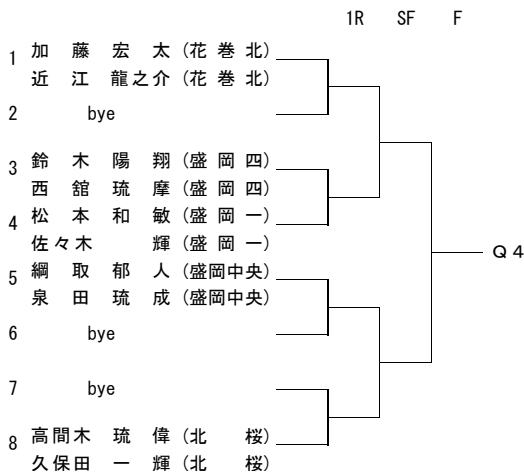 1R SF F
1 加藤宏太 (花巻北)
近江龍之介 (花巻北)
2 bye
3 鈴木陽翔 (盛岡四)
西舘琉摩 (盛岡四)
4 松本和敏 (盛岡一)
佐々木輝 (盛岡一)
5 綱取郁人 (盛岡中央)
泉田琉成 (盛岡中央)
Q4
6 bye
7 bye
8 高間木琉偉 (北桜)
久保田一輝 (北桜)